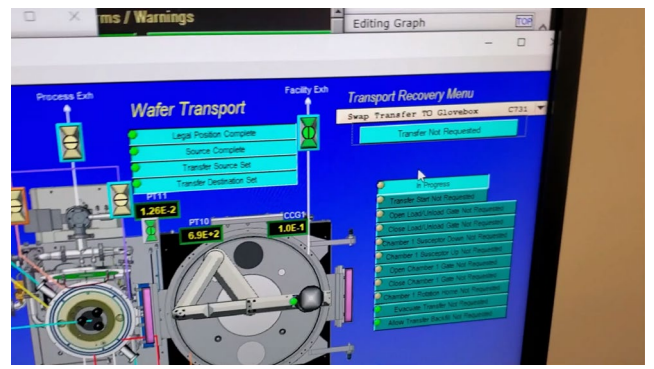 ms / Warnings
Editing Graph
TOP
Process Exh
Wafer Transport
Facility Exh
Transport Recovery Menu
Swap Transfer TO Glovebox C731
Transfer Not Requested
Legal Position Complete
Source Complete
Transfer Source Set
Transfer Destination Set
PT11
1.26E-2
PT10
6.9E+2
CCG1
1.0E-1
In Progress
Transfer Start Not Requested
Open Load/Unload Gate Not Requested
Close Load/Unload Gate Not Requested
Chamber 1 Susceptor Down Not Requested
Chamber 1 Susceptor Up Not Requested
Open Chamber 1 Gate Not Requested
Close Chamber 1 Gate Not Requested
Chamber 1 Rotation Home Not Requested
Evacuate Transfer Not Requested
Allow Transfer Backfill Not Requested